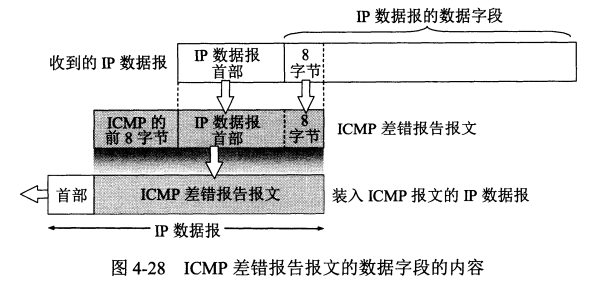 IP 数据报的数据字段
收到的 IP 数据报
IP 数据报
首部
8
字节
ICMP 的
前 8 字节
IP 数据报
首部
8
字节
ICMP 差错报告报文
首部
ICMP 差错报告报文
装入 ICMP 报文的 IP 数据报
IP 数据报
图 4-28 ICMP 差错报告报文的数据字段的内容